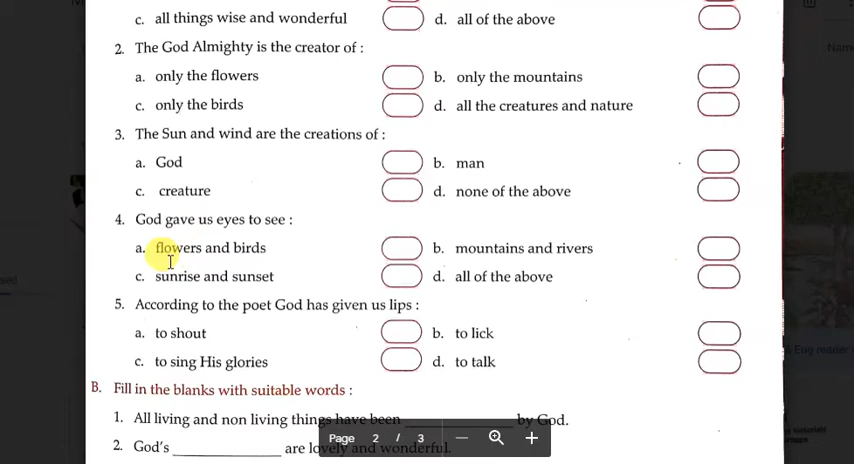 c. all things wise and wonderful d. all of the above
2. The God Almighty is the creator of :
a. only the flowers b. only the mountains
c. only the birds d. all the creatures and nature
3. The Sun and wind are the creations of :
a. God b. man
c. creature d. none of the above
4. God gave us eyes to see :
a. flowers and birds b. mountains and rivers
c. sunrise and sunset d. all of the above
5. According to the poet God has given us lips :
a. to shout b. to lick
c. to sing His glories d. to talk
B. Fill in the blanks with suitable words :
1. All living and non living things have been ____________ by God.
Page 2 / 3
2. God's ____________ are lovely and wonderful.
Eng reader